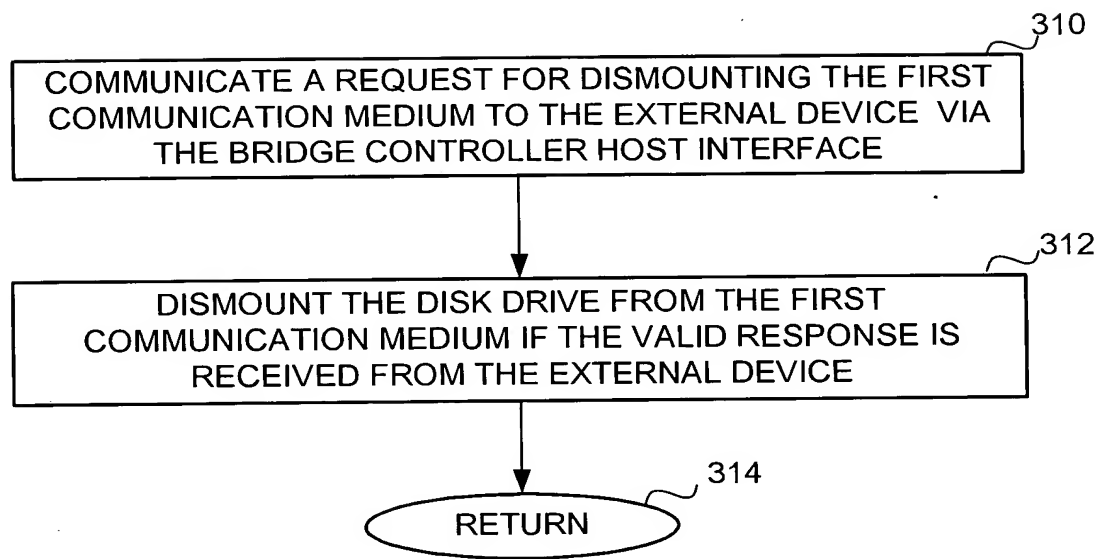 310
COMMUNICATE A REQUEST FOR DISMOUNTING THE FIRST
COMMUNICATION MEDIUM TO THE EXTERNAL DEVICE VIA
THE BRIDGE CONTROLLER HOST INTERFACE
312
DISMOUNT THE DISK DRIVE FROM THE FIRST
COMMUNICATION MEDIUM IF THE VALID RESPONSE IS
RECEIVED FROM THE EXTERNAL DEVICE
314
RETURN